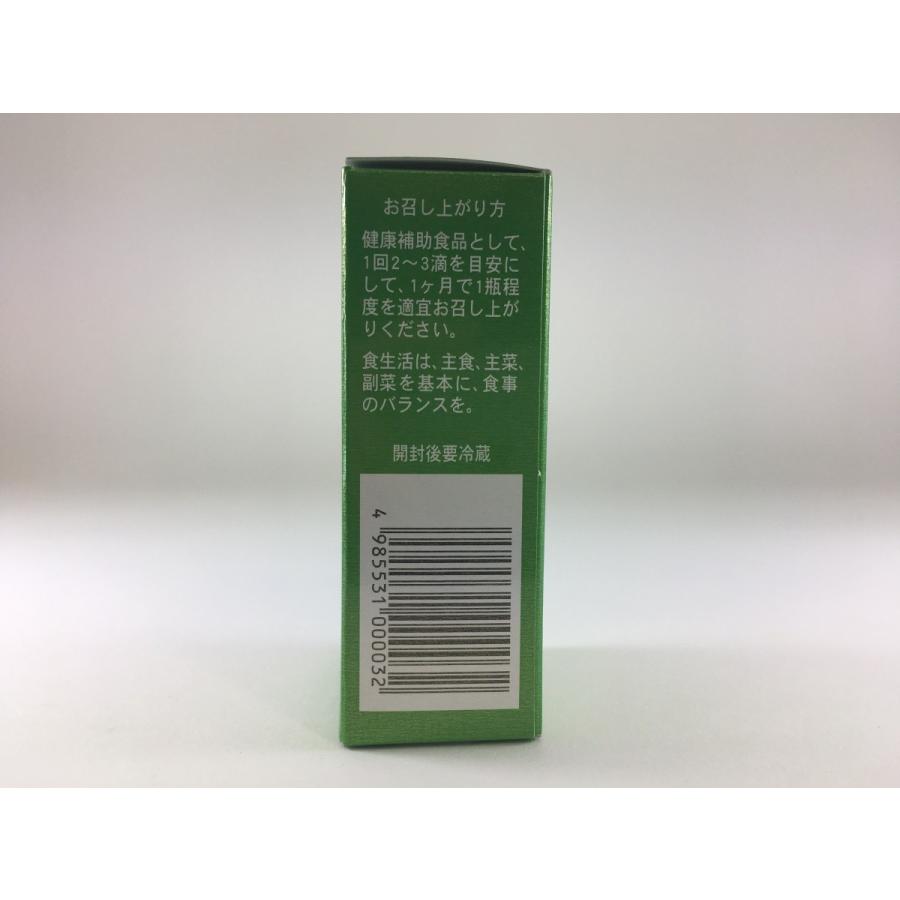 お召し上がり方
健康補助食品として、
1回2～3滴を目安に
して、1ヶ月で1瓶程
度を適宜お召し上が
りください。
食生活は、主食、主菜、
副菜を基本に、食事
のバランスを。
開封後要冷蔵
4 985531 000032